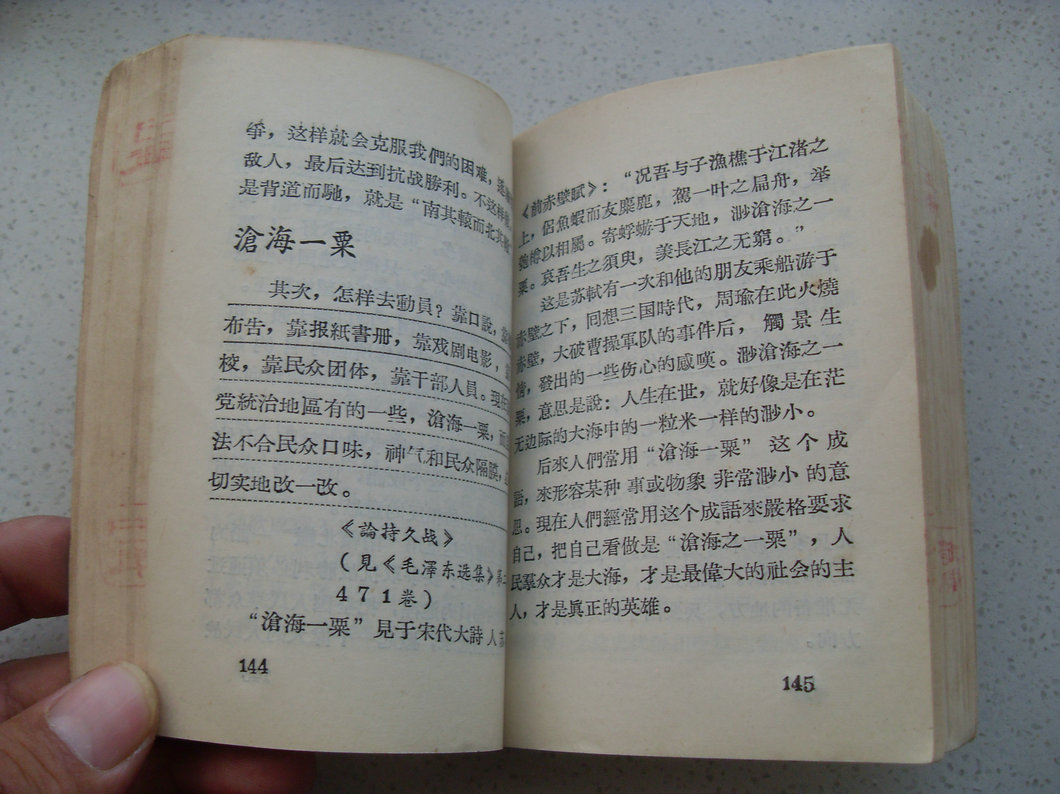 爭，这样就会克服我們的困难，
敌人，最后达到抗战勝利。不这样
是背道而馳，就是“南其轅而北其
滄海一粟
其次，怎样去動員？靠口說，
布告，靠报紙書册，靠戏剧电影，
校，靠民众团体，靠干部人員。現
党統治地區有的一些，滄海一粟，
法不合民众口味，神气和民众隔膜，
切实地改一改。
《論持久战》
（見《毛澤东选集》第二
471卷）
“滄海一粟”見于宋代大詩人苏
144
《前赤壁賦》：“况吾与子漁樵于江渚之
上，侶魚蝦而友麋鹿，駕一叶之扁舟，举
匏樽以相屬。寄蜉蝣于天地，渺滄海之一
粟。哀吾生之須臾，羡長江之无窮。”
这是苏軾有一次和他的朋友乘船游于
赤壁之下，回想三国時代，周瑜在此火燒
赤壁，大破曹操軍队的事件后，觸景生
情，發出的一些伤心的感嘆。渺滄海之一
粟，意思是說：人生在世，就好像是在茫
无边际的大海中的一粒米一样的渺小。
后來人們常用“滄海一粟”这个成
語，來形容某种事或物象非常渺小的意
思。現在人們經常用这个成語來嚴格要求
自己，把自己看做是“滄海之一粟”，人
民羣众才是大海，才是最偉大的社会的主
人，才是眞正的英雄。
145